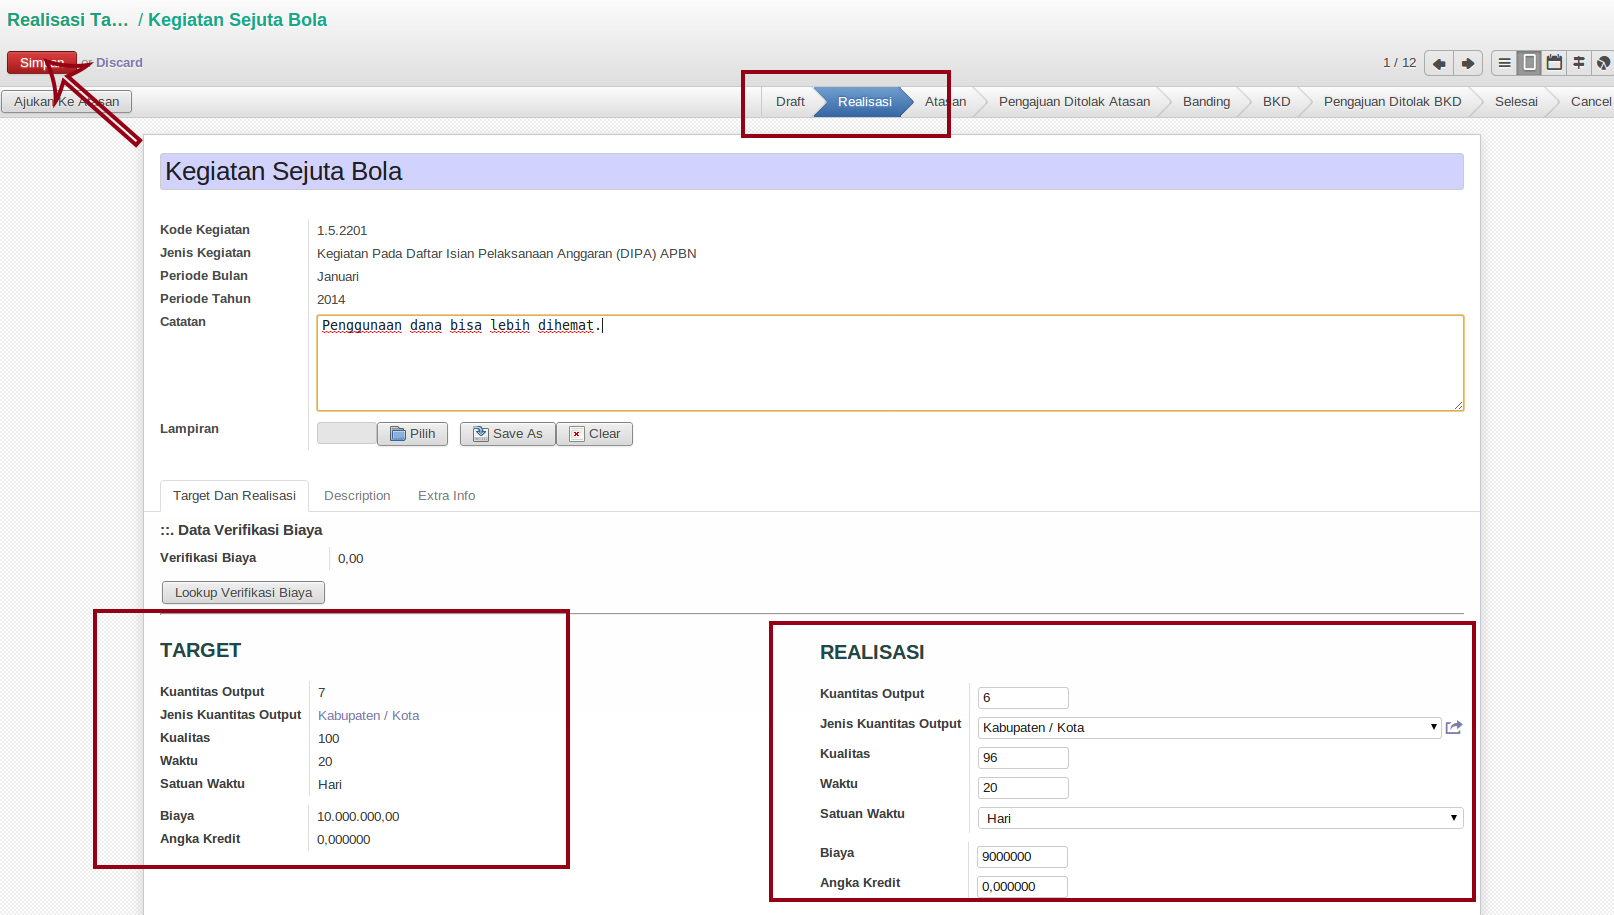 Realisasi Ta... / Kegiatan Sejuta Bola
Simpan or Discard
1 / 12
Ajukan Ke Atasan
Draft Realisasi Atasan Pengajuan Ditolak Atasan Banding BKD Pengajuan Ditolak BKD Selesai Cancel
Kegiatan Sejuta Bola
Kode Kegiatan 1.5.2201
Jenis Kegiatan Kegiatan Pada Daftar Isian Pelaksanaan Anggaran (DIPA) APBN
Periode Bulan Januari
Periode Tahun 2014
Catatan Penggunaan dana bisa lebih dihemat.
Lampiran Pilih Save As Clear
Target Dan Realisasi Description Extra Info
::. Data Verifikasi Biaya
Verifikasi Biaya 0,00
Lookup Verifikasi Biaya
TARGET
Kuantitas Output 7
Jenis Kuantitas Output Kabupaten / Kota
Kualitas 100
Waktu 20
Satuan Waktu Hari
Biaya 10.000.000,00
Angka Kredit 0,000000
REALISASI
Kuantitas Output 6
Jenis Kuantitas Output Kabupaten / Kota
Kualitas 96
Waktu 20
Satuan Waktu Hari
Biaya 9000000
Angka Kredit 0,000000